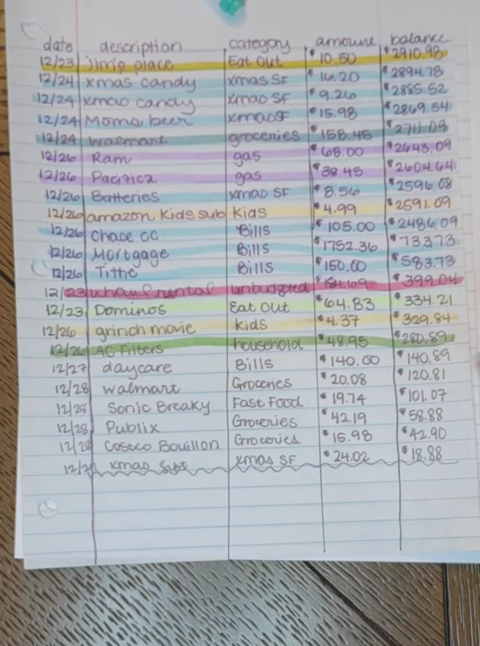 date description category amount balance
12/23 Jim's place Eat Out $10.50 $2910.98
12/24 xmas candy xmas SF $16.20 $2894.78
12/24 xmas candy xmas SF $9.26 $2885.52
12/24 Moms beer xmas SF $15.98 $2869.54
12/24 walmart groceries $158.45 $2711.09
12/26 Ram gas $68.00 $2643.09
12/26 Pacifica gas $38.45 $2604.64
12/26 Batteries xmas SF $8.56 $2596.08
12/26 amazon Kids sub Kids $4.99 $2591.09
12/26 Chase CC Bills $105.00 $2486.09
12/26 Mortgage Bills $1752.36 $733.73
12/26 Tithe Bills $150.00 $583.73
12/23 uhaul rental unbudgeted $184.69 $399.04
12/23 Dominos Eat Out $64.83 $334.21
12/26 grinch movie kids $4.37 $329.84
12/26 AC Filters household $48.95 $280.89
12/27 daycare Bills $140.00 $140.89
12/28 walmart Groceries $20.08 $120.81
12/28 Sonic Breaky Fast Food $19.74 $101.07
12/28 Publix Groceries $42.19 $58.88
12/28 Costco Bouillon Groceries $15.98 $42.90
xmas xmas SF $24.02 $18.88